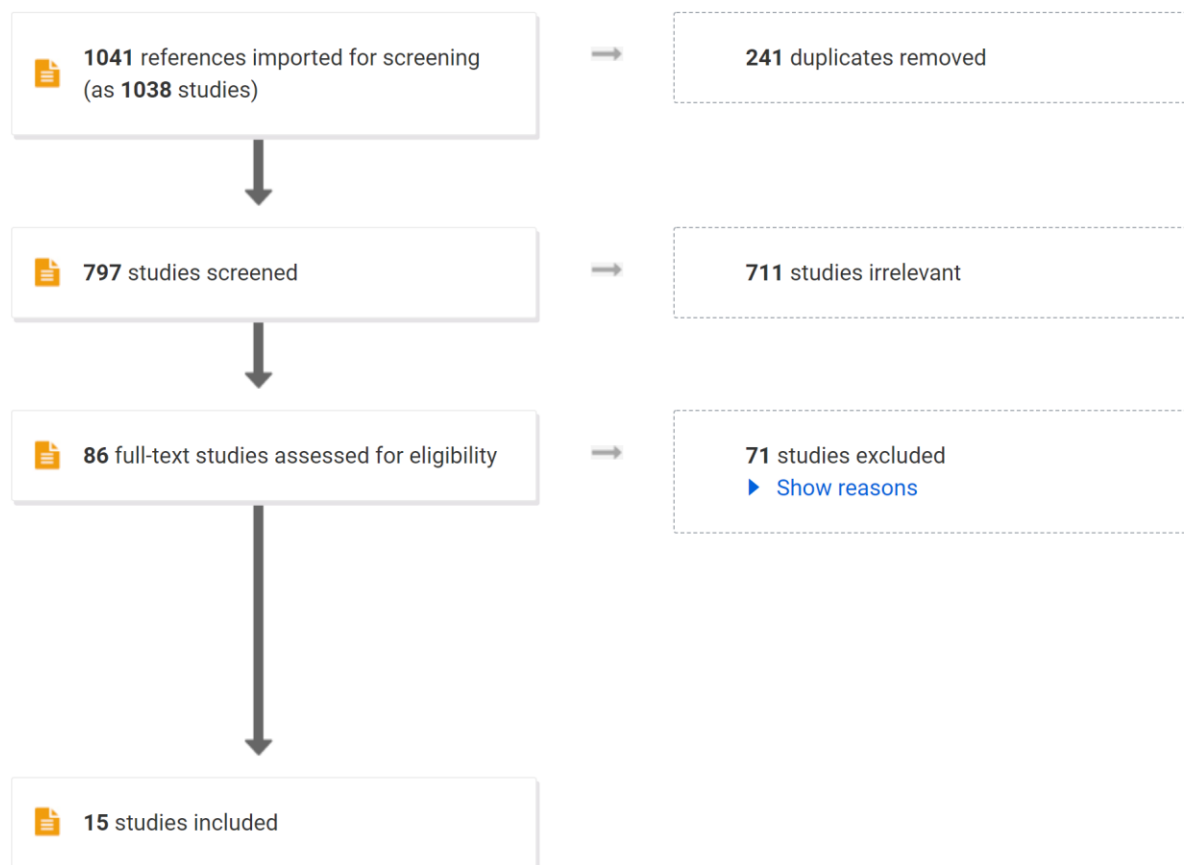 1041 references imported for screening
(as 1038 studies)
241 duplicates removed
797 studies screened
711 studies irrelevant
86 full-text studies assessed for eligibility
71 studies excluded
Show reasons
15 studies included